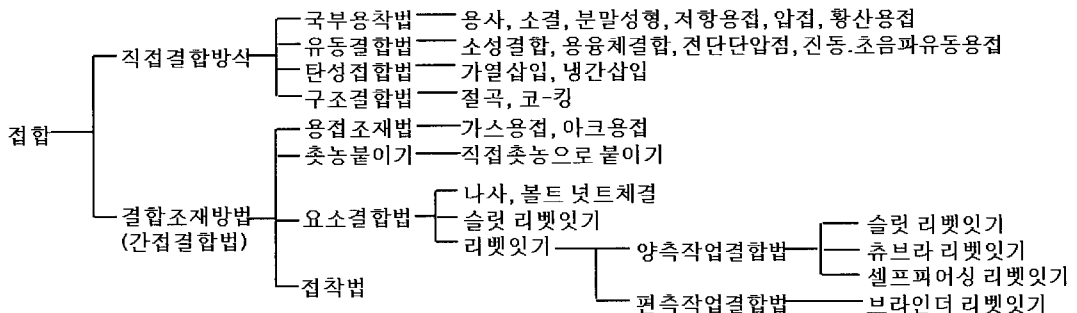 국부용착법 용사, 소결, 분말성형, 저항용접, 압접, 황산용접
유동결합법 소성결합, 용융체결합, 전단단압점, 진동.초음파유동용접
직접결합방식
탄성접합법 가열삽입, 냉간삽입
구조결합법 절곡, 코-킹
접합
용접조재법 가스용접, 아크용접
촛농붙이기 직접촛농으로 붙이기
나사, 볼트 넛트체결
결합조재방법 요소결합법 슬릿 리벳잇기
(간접결합법)
리벳잇기 양측작업결합법 슬릿 리벳잇기
츄브라 리벳잇기
셀프피어싱 리벳잇기
접착법
편측작업결합법 브라인더 리벳잇기